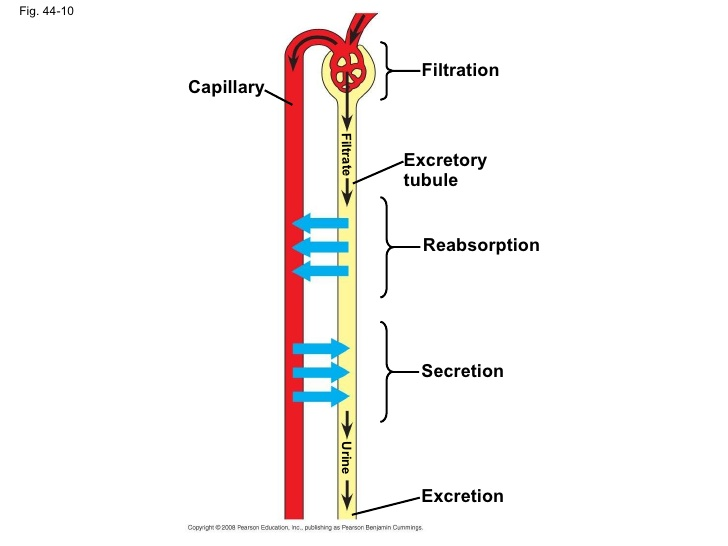 Fig. 44-10
Capillary
Filtration
Filtrate
Excretory
tubule
Reabsorption
Secretion
Urine
Excretion
Copyright © 2008 Pearson Education, Inc., publishing as Pearson Benjamin Cummings.